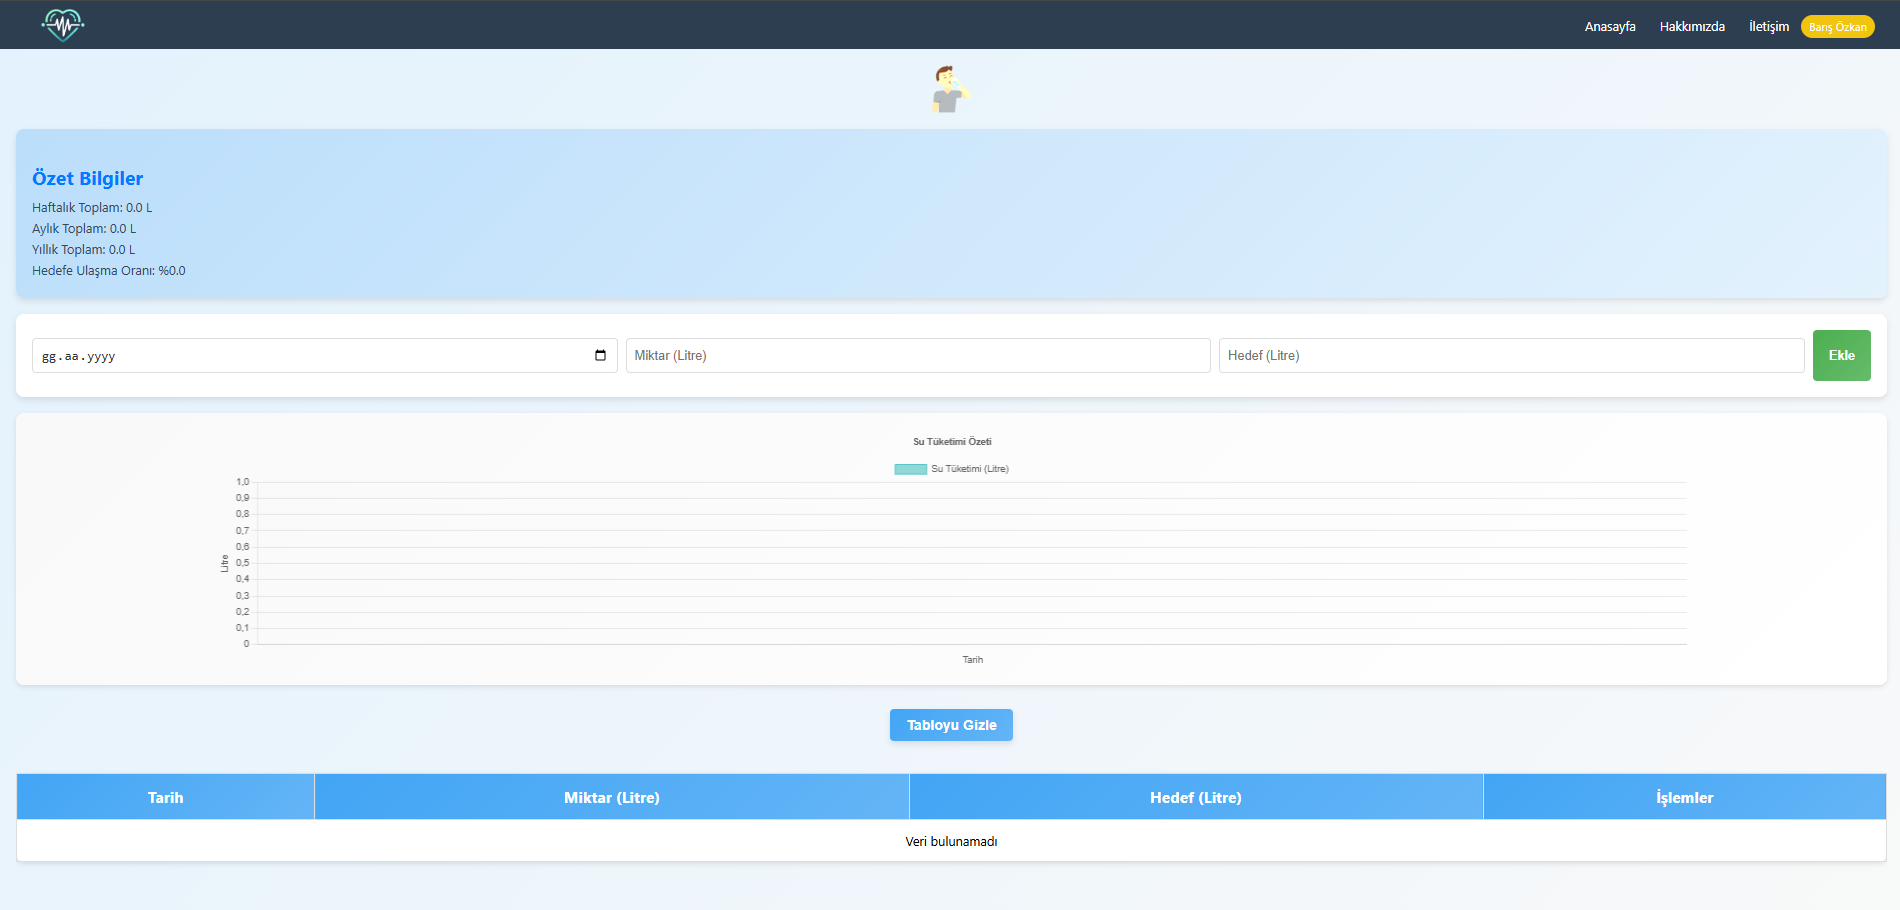 Anasayfa Hakkımızda İletişim Barış Özkan
Özet Bilgiler
Haftalık Toplam: 0.0 L
Aylık Toplam: 0.0 L
Yıllık Toplam: 0.0 L
Hedefe Ulaşma Oranı: %0.0
gg.aa.yyyy Miktar (Litre) Hedef (Litre) Ekle
Su Tüketimi Özeti
Su Tüketimi (Litre)
1,0
0,9
0,8
0,7
0,6
0,5
0,4
0,3
0,2
0,1
0
Litre
Tarih
Tabloyu Gizle
Tarih Miktar (Litre) Hedef (Litre) İşlemler
Veri bulunamadı